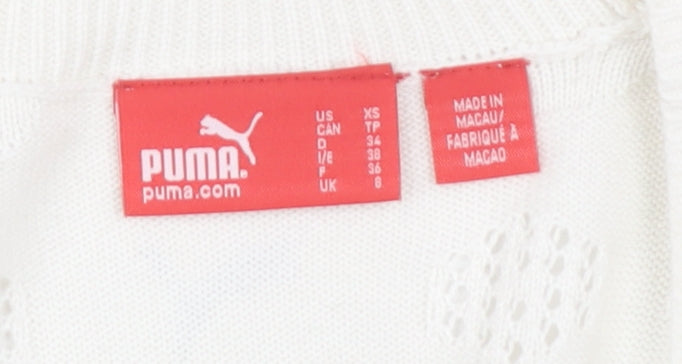 PUMA®
puma.com
US XS
CAN TP
D 34
I/E 38
F 36
UK 8
MADE IN
MACAU/
FABRIQUÉ À
MACAO